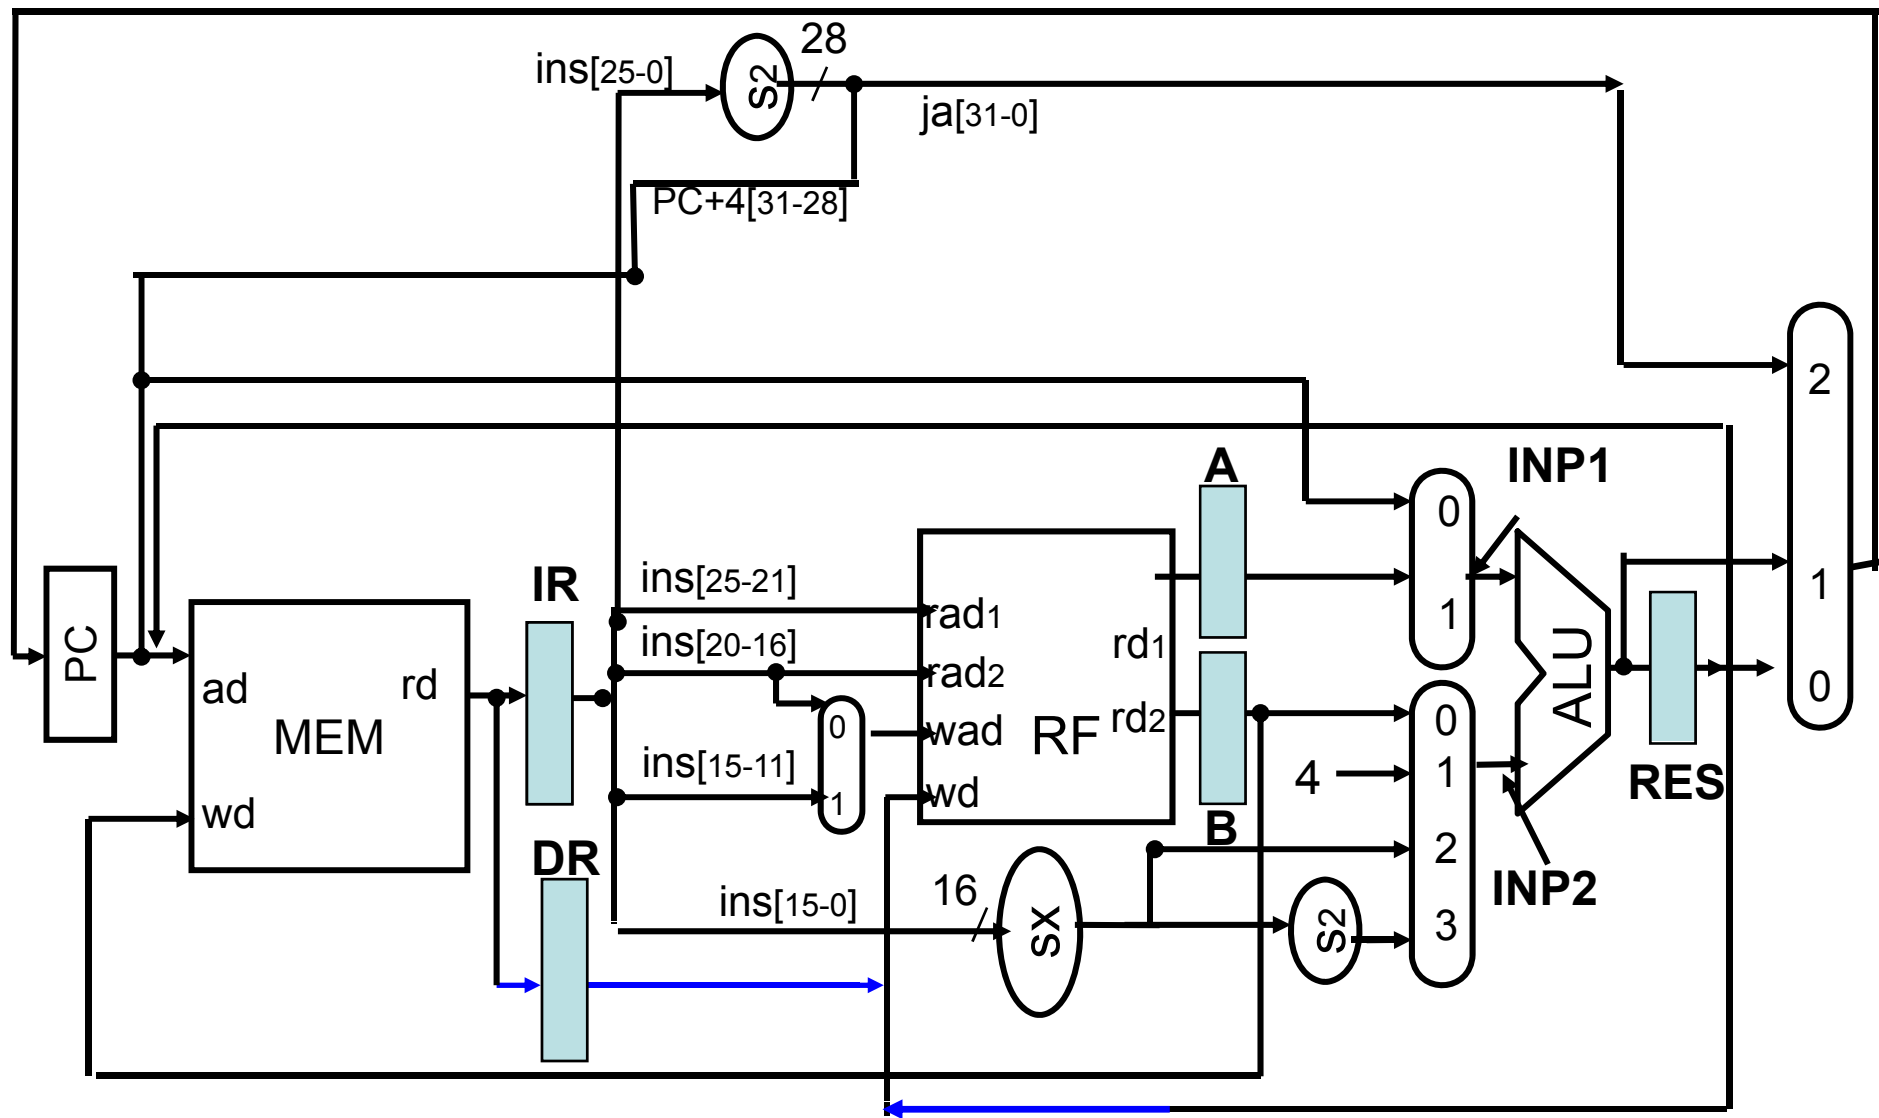 28
ins[25-0]
s2
ja[31-0]
PC+4[31-28]
2
1
0
A
INP1
0
1
IR
ins[25-21]
ins[20-16]
ins[15-11]
PC
ad
rd
MEM
wd
rad1
rad2
wad
wd
rd1
rd2
RF
0
1
ALU
0
1
2
3
4
RES
B
DR
INP2
16
ins[15-0]
sx
s2